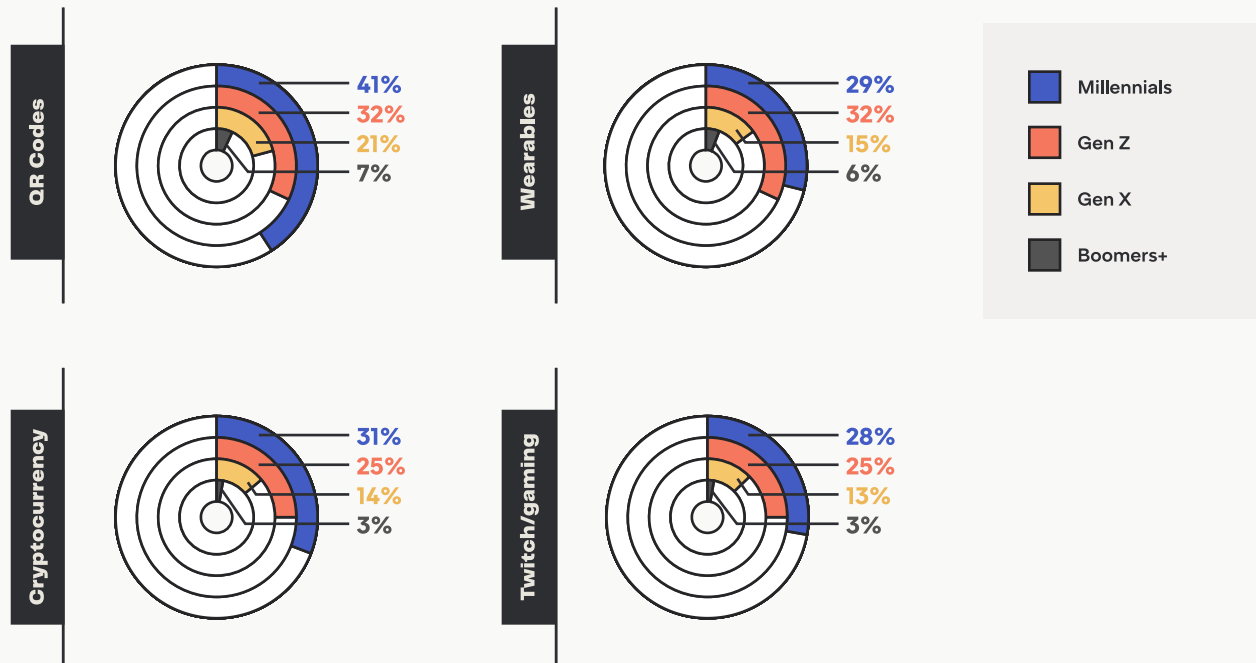 QR Codes
41%
32%
21%
7%
Wearables
29%
32%
15%
6%
Millennials
Gen Z
Gen X
Boomers+
Cryptocurrency
31%
25%
14%
3%
Twitch/gaming
28%
25%
13%
3%